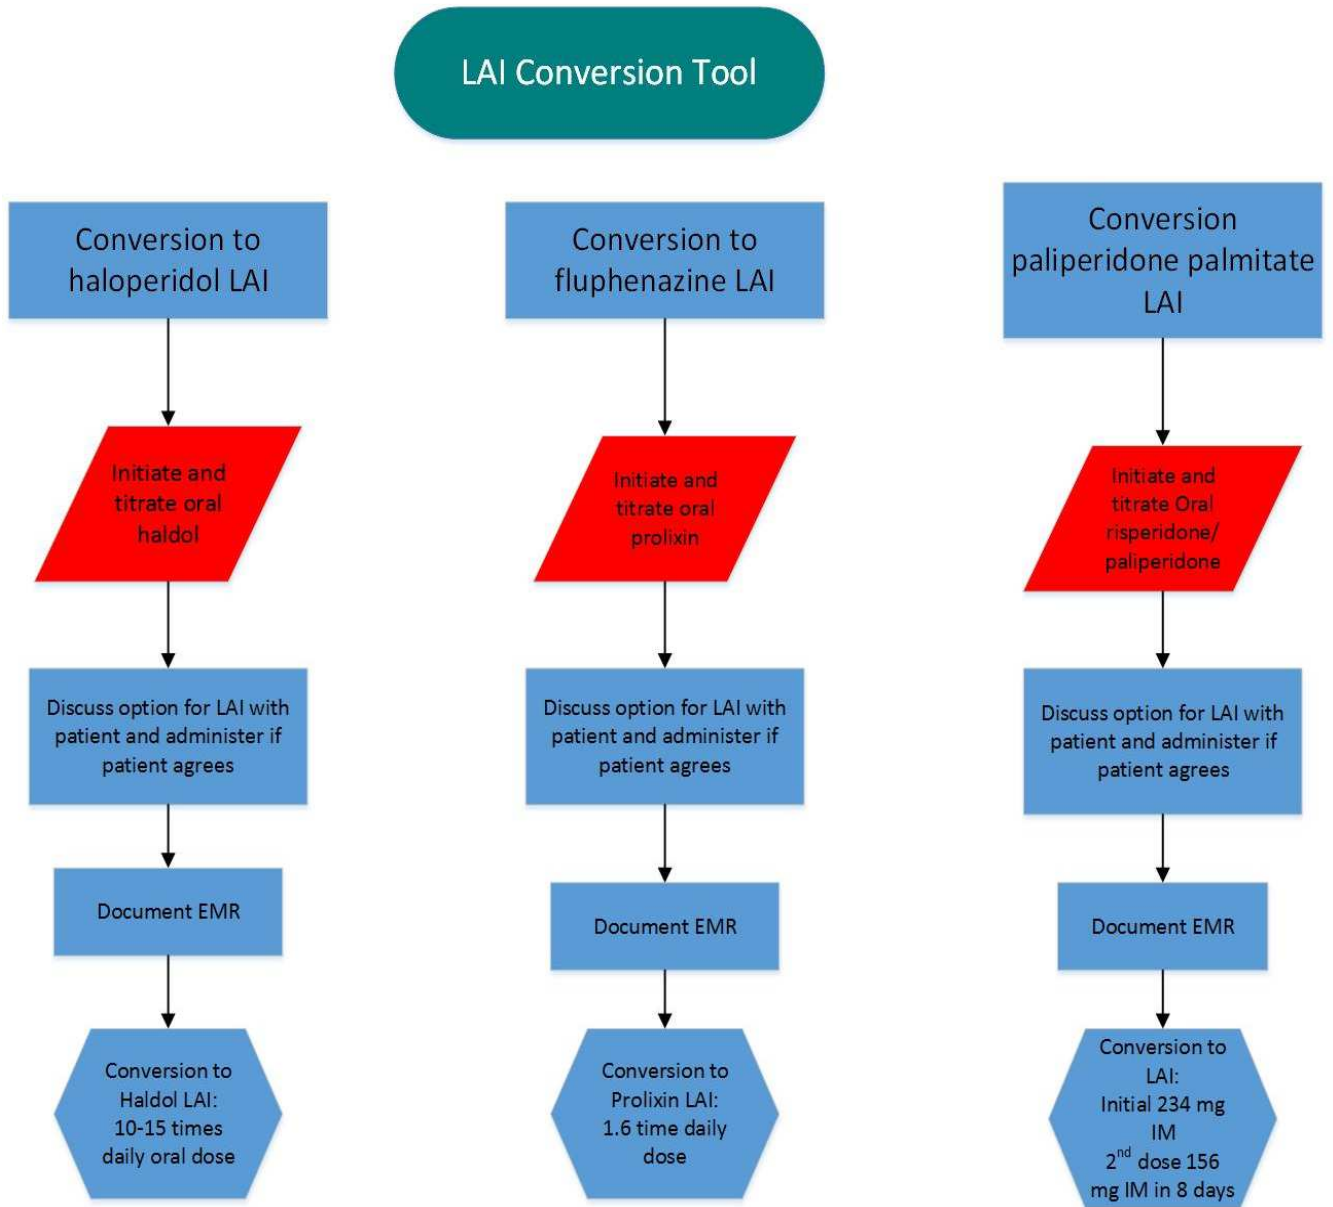 LAI Conversion Tool
Conversion to
haloperidol LAI
Initiate and
titrate oral
haldol
Discuss option for LAI with
patient and administer if
patient agrees
Document EMR
Conversion to
Haldol LAI:
10-15 times
daily oral dose
Conversion to
fluphenazine LAI
Initiate and
titrate oral
prolixin
Discuss option for LAI with
patient and administer if
patient agrees
Document EMR
Conversion to
Prolixin LAI:
1.6 time daily
dose
Conversion
paliperidone palmitate
LAI
Initiate and
titrate Oral
risperidone/
paliperidone
Discuss option for LAI with
patient and administer if
patient agrees
Document EMR
Conversion to
LAI:
Initial 234 mg
IM
2nd dose 156
mg IM in 8 days